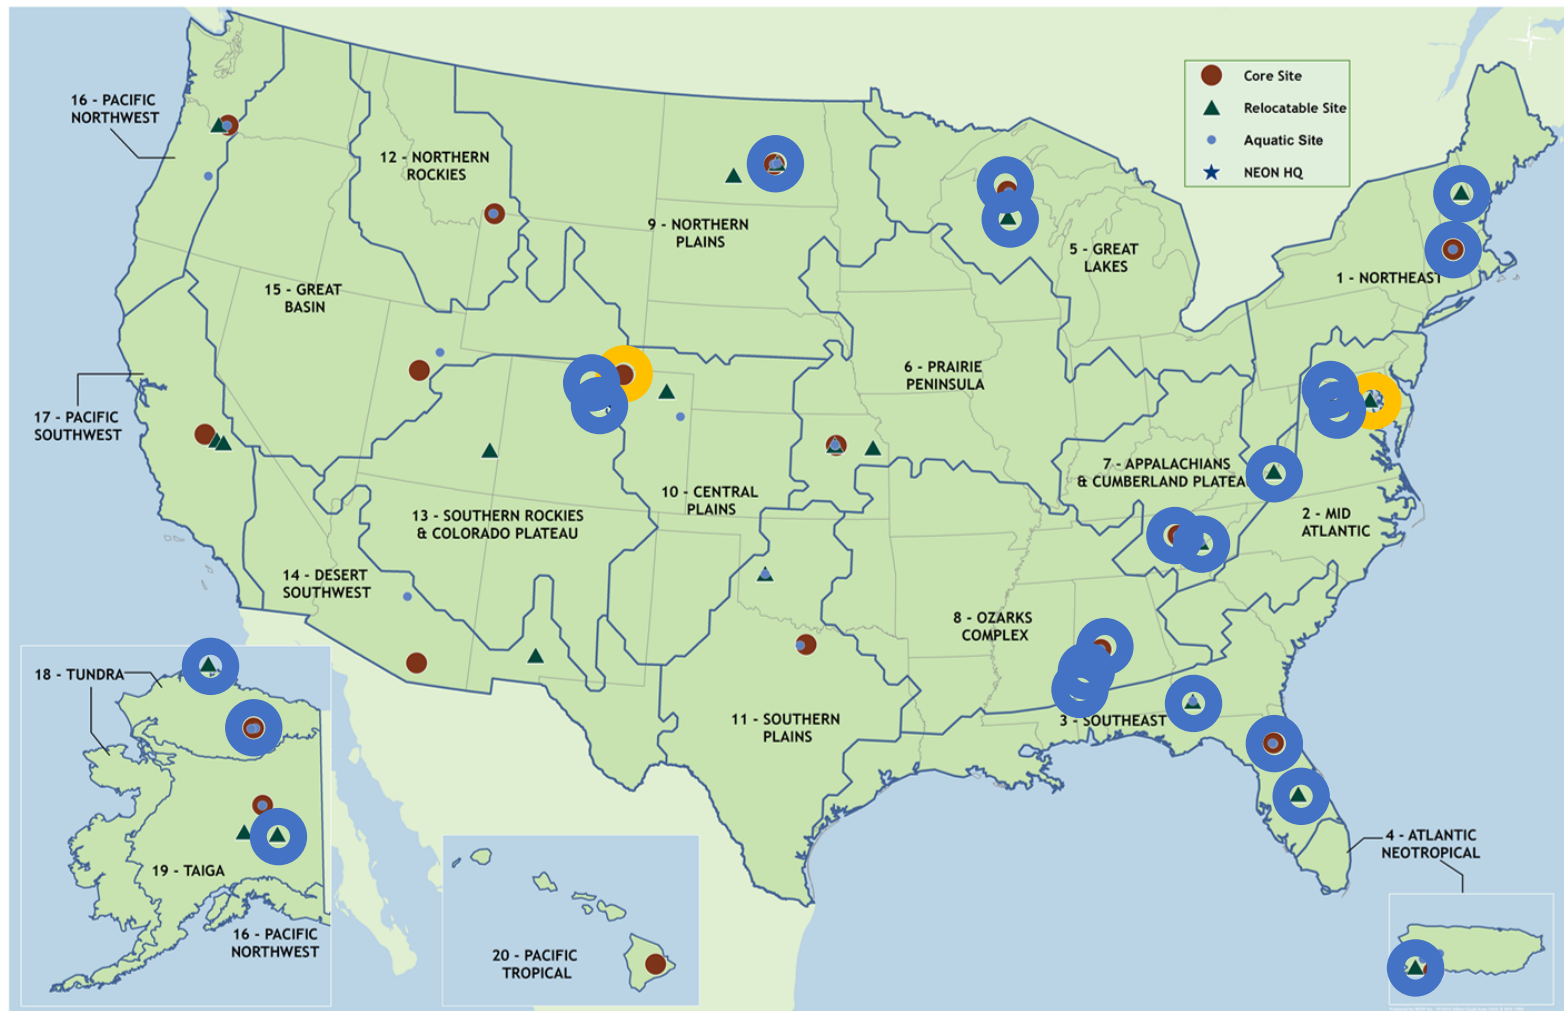 Core Site
Relocatable Site
Aquatic Site
NEON HQ
16 - PACIFIC
NORTHWEST
12 - NORTHERN
ROCKIES
9 - NORTHERN
PLAINS
5 - GREAT
LAKES
1 - NORTHEAST
15 - GREAT
BASIN
6 - PRAIRIE
PENINSULA
17 - PACIFIC
SOUTHWEST
7 - APPALACHIANS
& CUMBERLAND PLATEA
10 - CENTRAL
PLAINS
2 - MID
ATLANTIC
13 - SOUTHERN ROCKIES
& COLORADO PLATEAU
14 - DESERT
SOUTHWEST
8 - OZARKS
COMPLEX
18 - TUNDRA
11 - SOUTHERN
PLAINS
3 - SOUTHEAST
4 - ATLANTIC
NEOTROPICAL
19 - TAIGA
16 - PACIFIC
NORTHWEST
20 - PACIFIC
TROPICAL